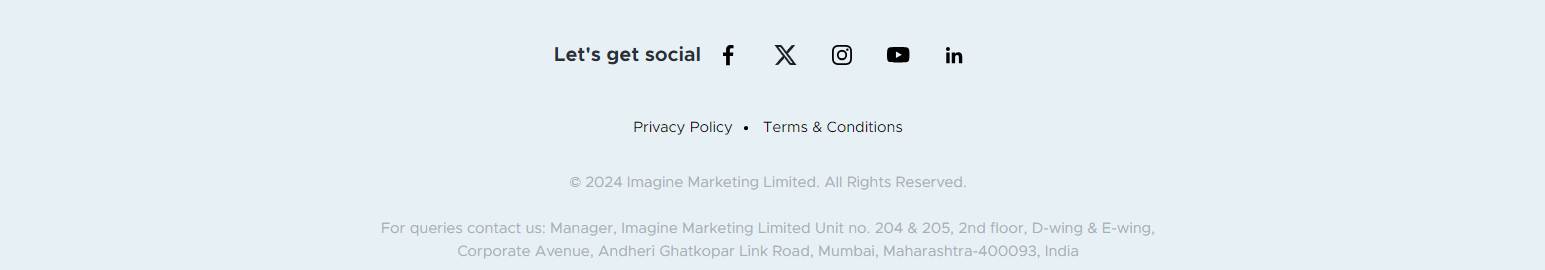 Let's get social
Privacy Policy • Terms & Conditions
© 2024 Imagine Marketing Limited. All Rights Reserved.
For queries contact us: Manager, Imagine Marketing Limited Unit no. 204 & 205, 2nd floor, D-wing & E-wing,
Corporate Avenue, Andheri Ghatkopar Link Road, Mumbai, Maharashtra-400093, India